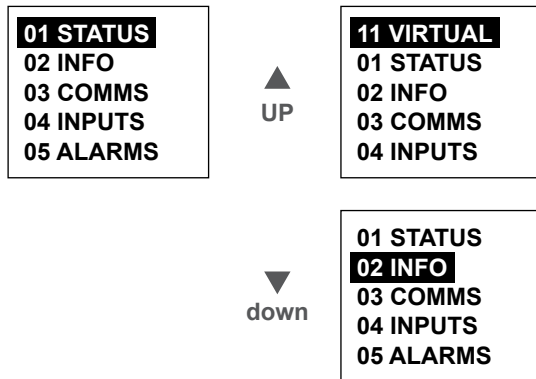 01 STATUS
02 INFO
03 COMMS
04 INPUTS
05 ALARMS
UP
11 VIRTUAL
01 STATUS
02 INFO
03 COMMS
04 INPUTS
down
01 STATUS
02 INFO
03 COMMS
04 INPUTS
05 ALARMS